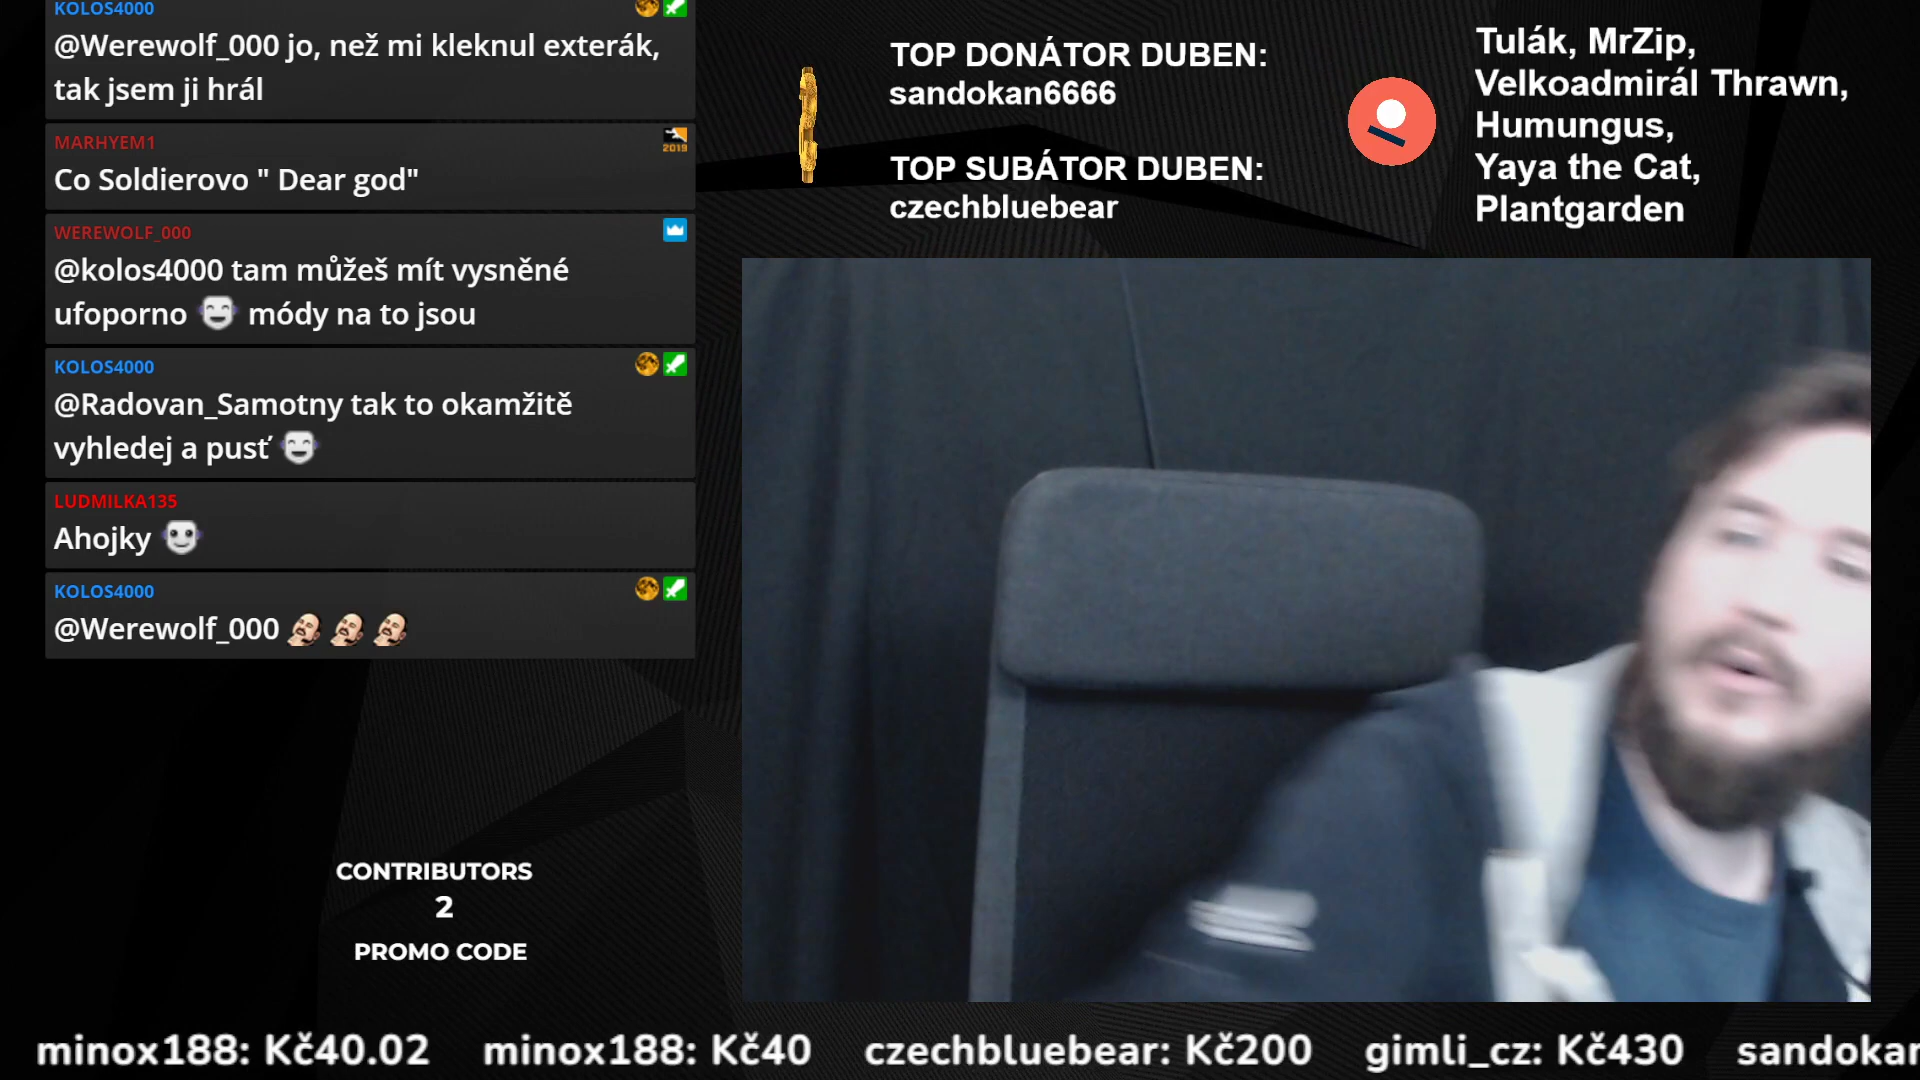 KOLOS4000
@Werewolf_000 jo, než mi kleknul exterák,
tak jsem ji hrál
MARHYEM1
2019
Co Soldierovo " Dear god"
WEREWOLF_000
@kolos4000 tam můžeš mít vysněné
ufoporno módy na to jsou
KOLOS4000
@Radovan_Samotny tak to okamžitě
vyhledej a pusť
LUDMILKA135
Ahojky
KOLOS4000
@Werewolf_000
CONTRIBUTORS
2
PROMO CODE
TOP DONÁTOR DUBEN:
sandokan6666
TOP SUBÁTOR DUBEN:
czechbluebear
Tulák, MrZip,
Velkoadmirál Thrawn,
Humungus,
Yaya the Cat,
Plantgarden
minox188: Kč40.02 minox188: Kč40 czechbluebear: Kč200 gimli_cz: Kč430 sandokan